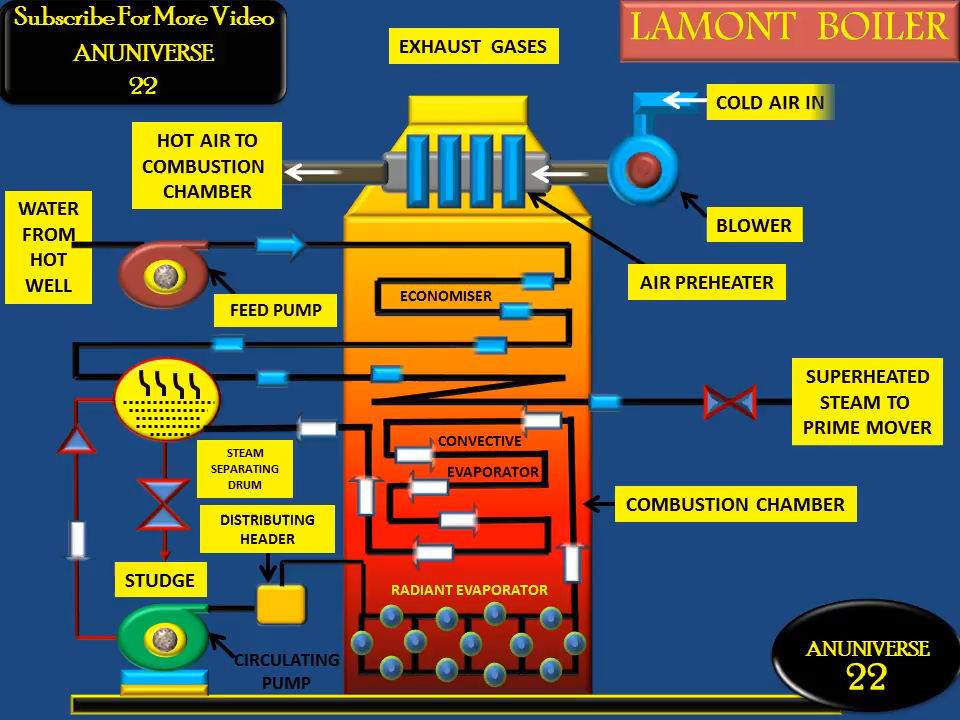 Subscribe For More Video
ANUNIVERSE
22
EXHAUST GASES
LAMONT BOILER
COLD AIR IN
HOT AIR TO
COMBUSTION
CHAMBER
WATER
FROM
HOT
WELL
BLOWER
AIR PREHEATER
FEED PUMP
ECONOMISER
SUPERHEATED
STEAM TO
PRIME MOVER
CONVECTIVE
EVAPORATOR
STEAM
SEPARATING
DRUM
COMBUSTION CHAMBER
DISTRIBUTING
HEADER
STUDGE
RADIANT EVAPORATOR
CIRCULATING
PUMP
ANUNIVERSE
22